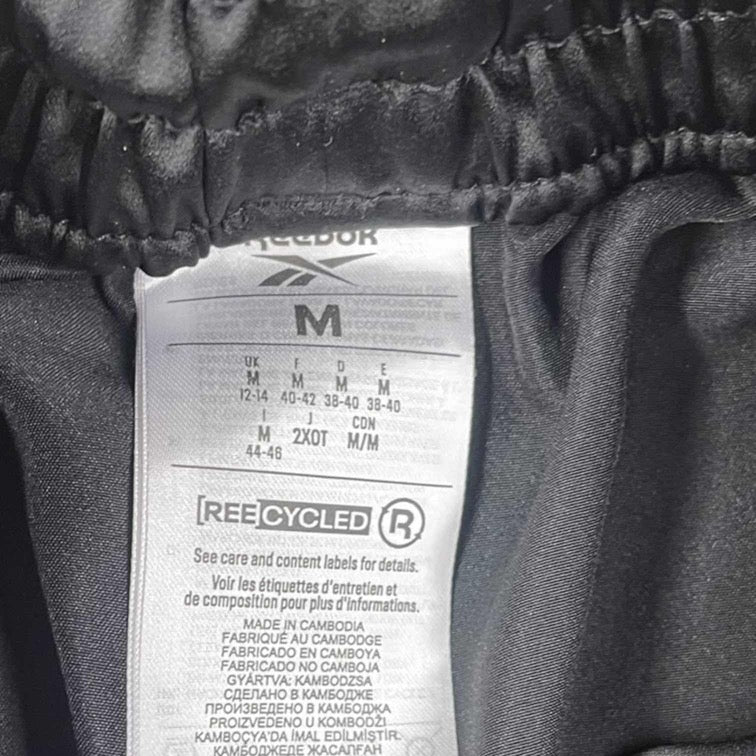 Reebok
M
UK F D E
M M M M
12-14 40-42 38-40 38-40
I J CDN
M 2XOT M/M
44-46
[REE]CYCLED R
See care and content labels for details.
Voir les étiquettes d'entretien et
de composition pour plus d'informations.
MADE IN CAMBODIA
FABRIQUÉ AU CAMBODGE
FABRICADO EN CAMBOYA
FABRICADO NO CAMBOJA
GYÁRTVA: KAMBODZSA
СДЕЛАНО В КАМБОДЖЕ
ПРОИЗВЕДЕНО В КАМБОДЖА
PROIZVEDENO U KOMBODŽI
KAMBOÇYA'DA İMAL EDİLMİŞTİR.
КАМБОДЖЕДЕ ЖАСАЛҒАН